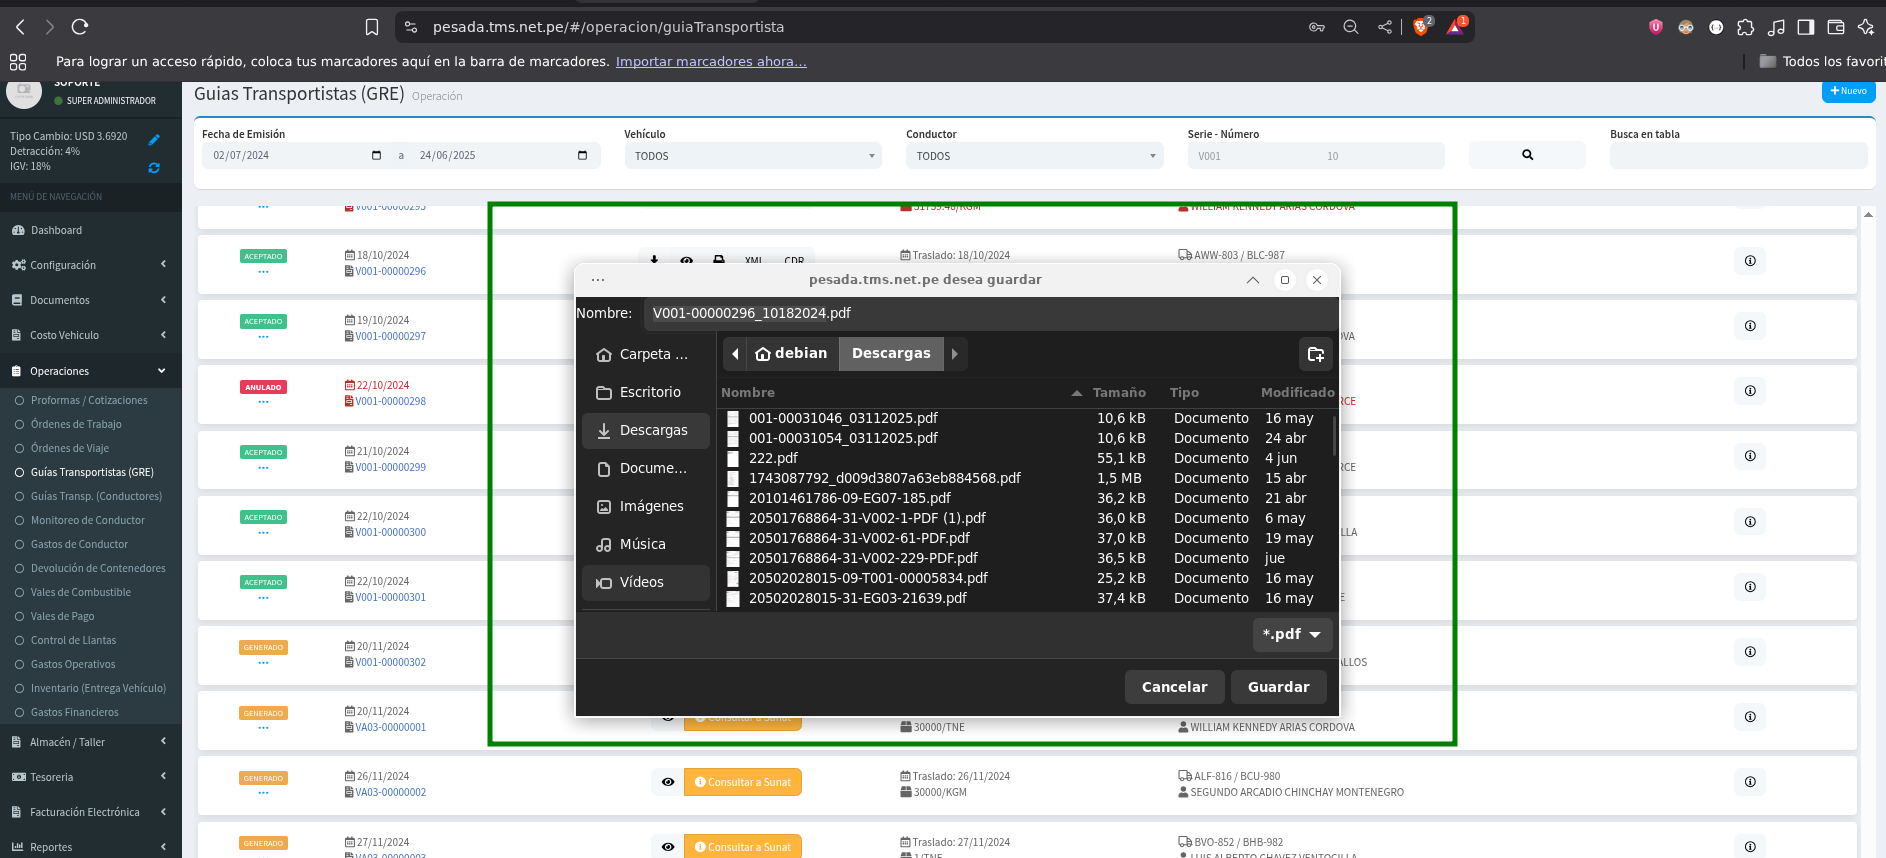 pesada.tms.net.pe/#/operacion/guiaTransportista
2
1
Para lograr un acceso rápido, coloca tus marcadores aquí en la barra de marcadores. Importar marcadores ahora...
Todos los favorit
SOPORTE
SUPER ADMINISTRADOR
Tipo Cambio: USD 3.6920
Detracción: 4%
IGV: 18%
MENÚ DE NAVEGACIÓN
Dashboard
Configuración
Documentos
Costo Vehiculo
Operaciones
Proformas / Cotizaciones
Órdenes de Trabajo
Órdenes de Viaje
Guías Transportistas (GRE)
Guías Transp. (Conductores)
Monitoreo de Conductor
Gastos de Conductor
Devolución de Contenedores
Vales de Combustible
Vales de Pago
Control de Llantas
Gastos Operativos
Inventario (Entrega Vehículo)
Gastos Financieros
Almacén / Taller
Tesoreria
Facturación Electrónica
Reportes
Guias Transportistas (GRE) Operación
Nuevo
Fecha de Emisión
02/07/2024 a 24/06/2025
Vehículo
TODOS
Conductor
TODOS
Serie - Número
V001 10
Busca en tabla
V001-00000295 31759.48/KGM WILLIAM KENNEDY ARIAS CORDOVA
ACEPTADO 18/10/2024 XML CDR Traslado: 18/10/2024 AWW-803 / BLC-987
V001-00000296
ACEPTADO 19/10/2024
V001-00000297 OVA
ANULADO 22/10/2024
V001-00000298 RCE
ACEPTADO 21/10/2024
V001-00000299 RCE
ACEPTADO 22/10/2024
V001-00000300 LLA
ACEPTADO 22/10/2024
V001-00000301 E
GENERADO 20/11/2024
V001-00000302 ALLOS
GENERADO 20/11/2024 Consultar a Sunat
VA03-00000001 30000/TNE WILLIAM KENNEDY ARIAS CORDOVA
GENERADO 26/11/2024 Consultar a Sunat Traslado: 26/11/2024 ALF-816 / BCU-980
VA03-00000002 30000/KGM SEGUNDO ARCADIO CHINCHAY MONTENEGRO
GENERADO 27/11/2024 Consultar a Sunat Traslado: 27/11/2024 BVO-852 / BHB-982
VA03-00000003 1/TNE LUIS ALBERTO CHAVEZ VENTOCILLA
pesada.tms.net.pe desea guardar
Nombre: V001-00000296_10182024.pdf
Carpeta ...
Escritorio
Descargas
Docume...
Imágenes
Música
Vídeos
debian Descargas
Nombre Tamaño Tipo Modificado
001-00031046_03112025.pdf 10,6 kB Documento 16 may
001-00031054_03112025.pdf 10,6 kB Documento 24 abr
222.pdf 55,1 kB Documento 4 jun
1743087792_d009d3807a63eb884568.pdf 1,5 MB Documento 15 abr
20101461786-09-EG07-185.pdf 36,2 kB Documento 21 abr
20501768864-31-V002-1-PDF (1).pdf 36,0 kB Documento 6 may
20501768864-31-V002-61-PDF.pdf 37,0 kB Documento 19 may
20501768864-31-V002-229-PDF.pdf 36,5 kB Documento jue
20502028015-09-T001-00005834.pdf 25,2 kB Documento 16 may
20502028015-31-EG03-21639.pdf 37,4 kB Documento 16 may
*.pdf
Cancelar Guardar